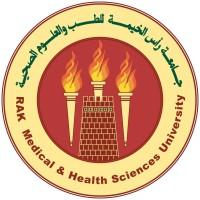 جامعة رأس الخيمة للطب والعلوم الصحية
RAK Medical & Health Sciences University